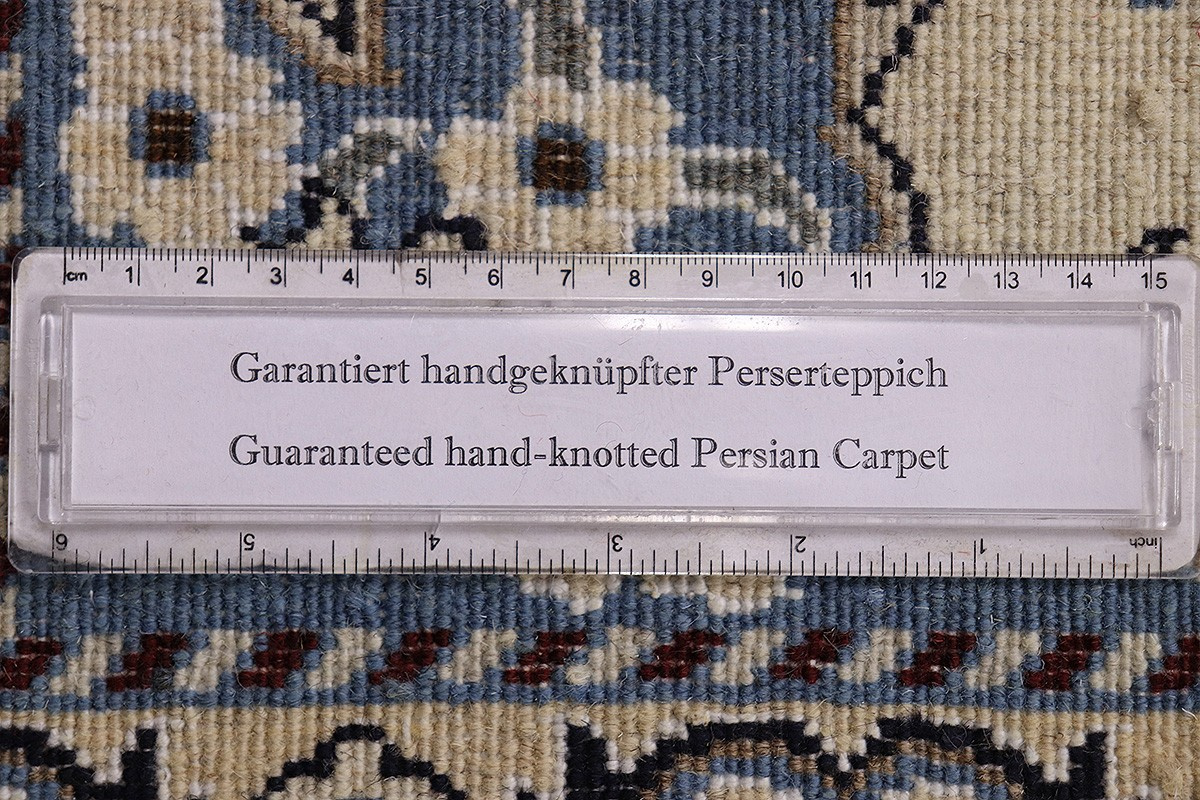 cm 1 2 3 4 5 6 7 8 9 10 11 12 13 14 15
Garantiert handgeknüpfter Perserteppich
Guaranteed hand-knotted Persian Carpet
6 5 4 3 2 1 inch